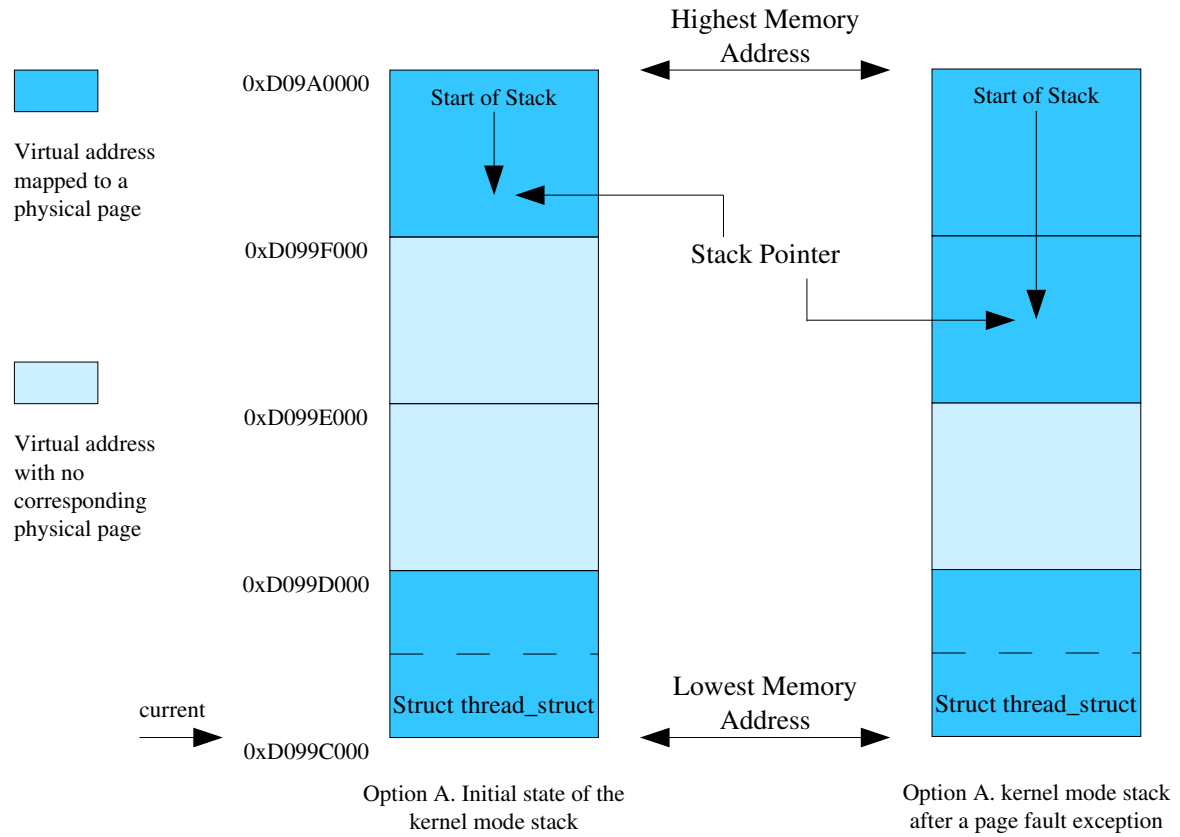 Highest Memory
Address
0xD09A0000
Start of Stack
Start of Stack
Virtual address
mapped to a
physical page
0xD099F000
Stack Pointer
0xD099E000
Virtual address
with no
corresponding
physical page
0xD099D000
Lowest Memory
Address
Struct thread_struct
Struct thread_struct
current
0xD099C000
Option A. Initial state of the
kernel mode stack
Option A. kernel mode stack
after a page fault exception